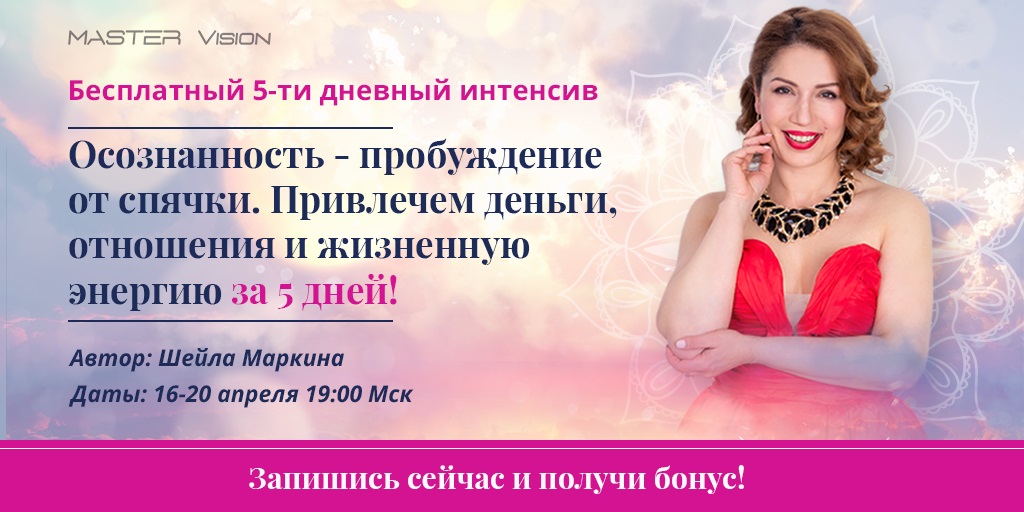 MASTER VISION
Бесплатный 5-ти дневный интенсив
Осознанность - пробуждение
от спячки. Привлечем деньги,
отношения и жизненную
энергию за 5 дней!
Автор: Шейла Маркина
Даты: 16-20 апреля 19:00 Мск
Запишись сейчас и получи бонус!